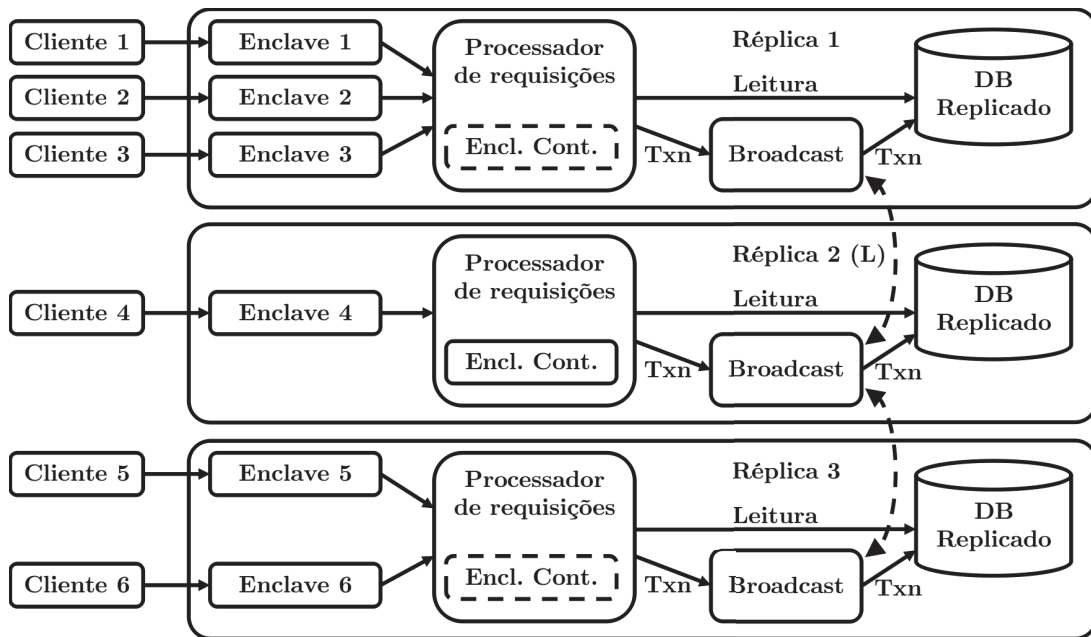 Cliente 1
Enclave 1
Cliente 2
Enclave 2
Cliente 3
Enclave 3
Processador
de requisições
Encl. Cont.
Réplica 1
Leitura
Txn
Broadcast
Txn
DB
Replicado
Cliente 4
Enclave 4
Processador
de requisições
Encl. Cont.
Réplica 2 (L)
Leitura
Txn
Broadcast
Txn
DB
Replicado
Cliente 5
Enclave 5
Cliente 6
Enclave 6
Processador
de requisições
Encl. Cont.
Réplica 3
Leitura
Txn
Broadcast
Txn
DB
Replicado